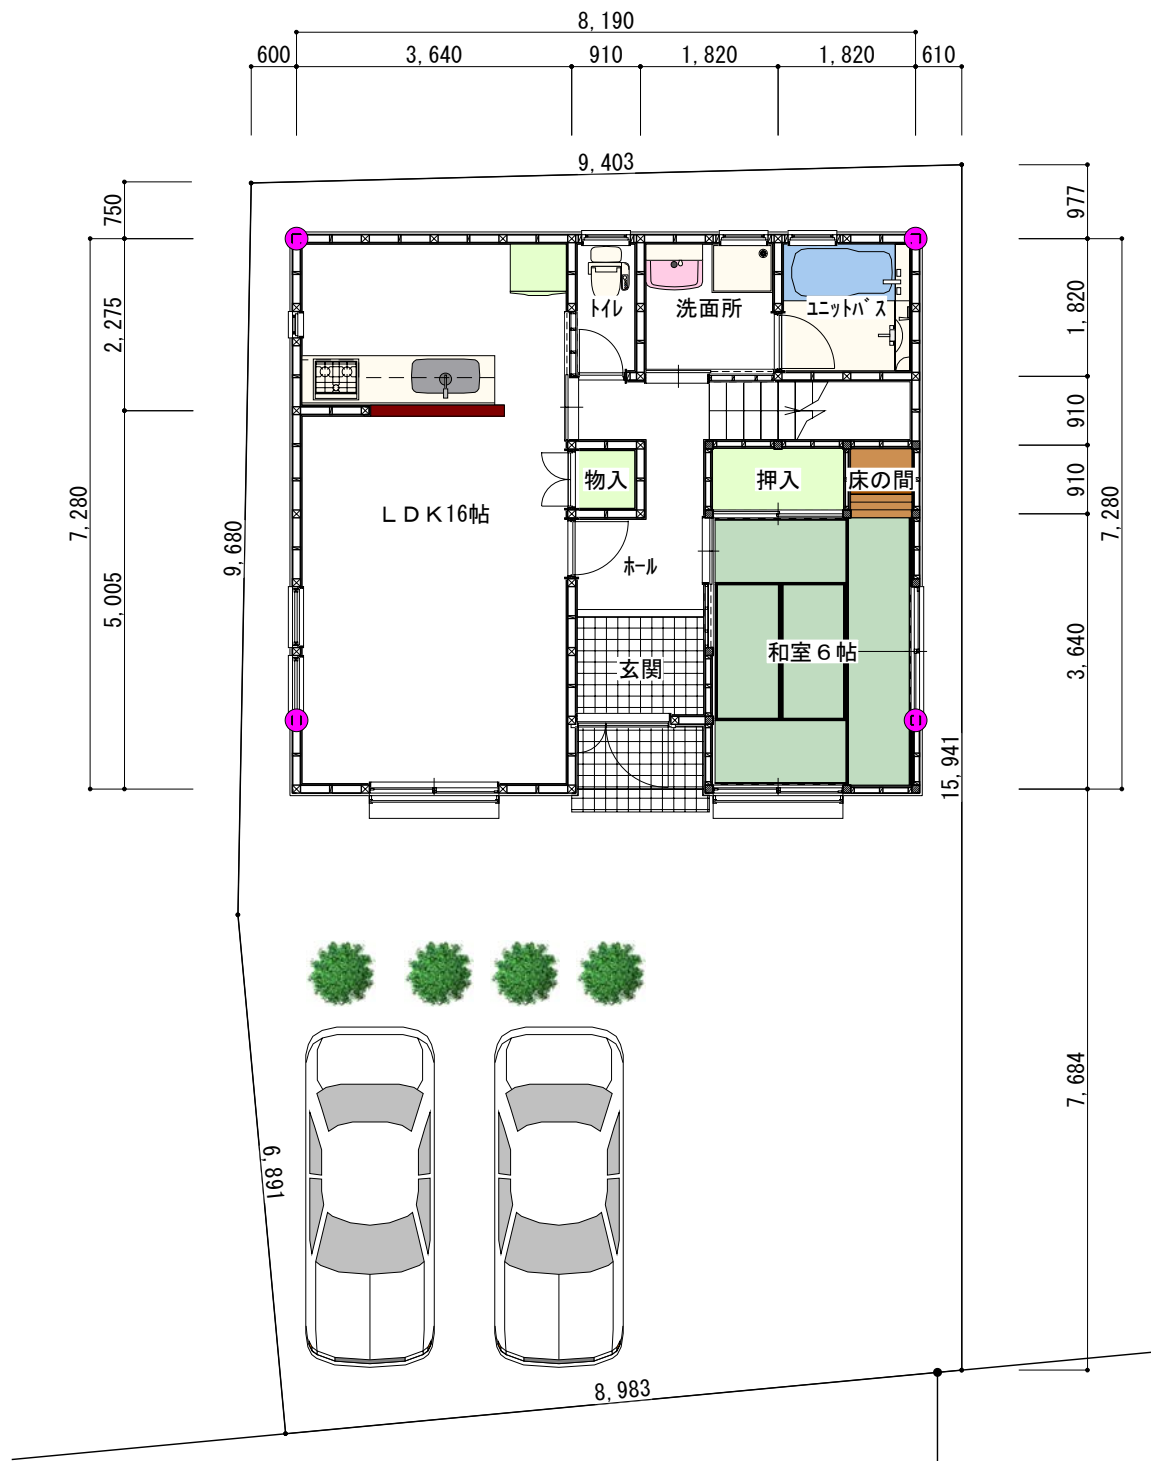 8,190
600
3,640
910
1,820
1,820
610
9,403
750
977
2,275
1,820
トイレ
洗面所
ユニットバス
910
物入
押入
床の間
910
LDK16帖
7,280
9,680
7,280
ホール
5,005
和室6帖
3,640
玄関
15,941
7,684
6,891
8,983